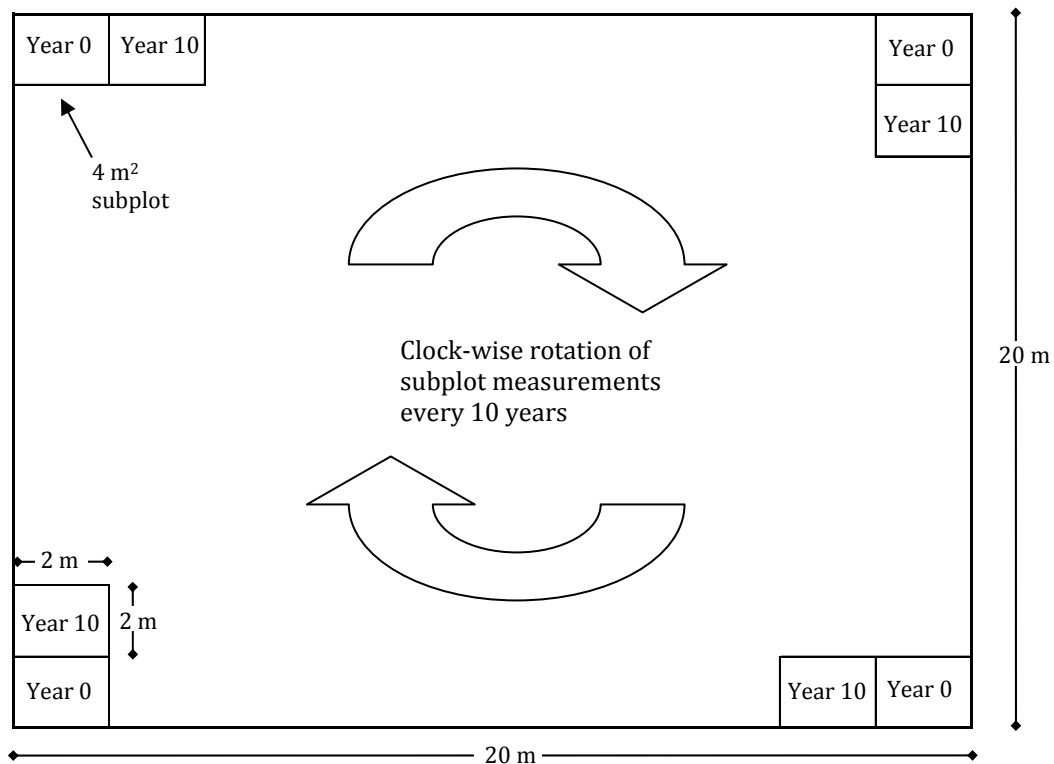 Year 0 Year 10
Year 0
Year 10
4 m²
subplot
Clock-wise rotation of
subplot measurements
every 10 years
20 m
2 m
Year 10
2 m
Year 0
Year 10 Year 0
20 m